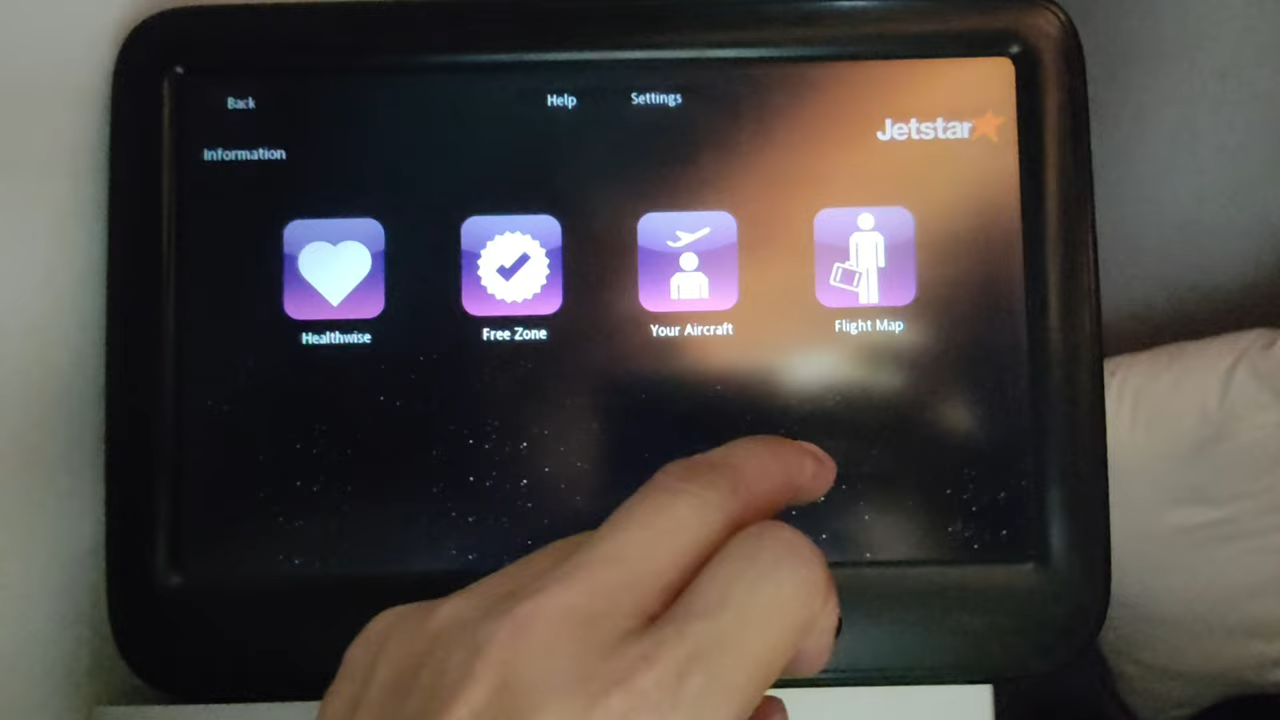 Back
Help
Settings
Jetstar
Information
Healthwise
Free Zone
Your Aircraft
Flight Map